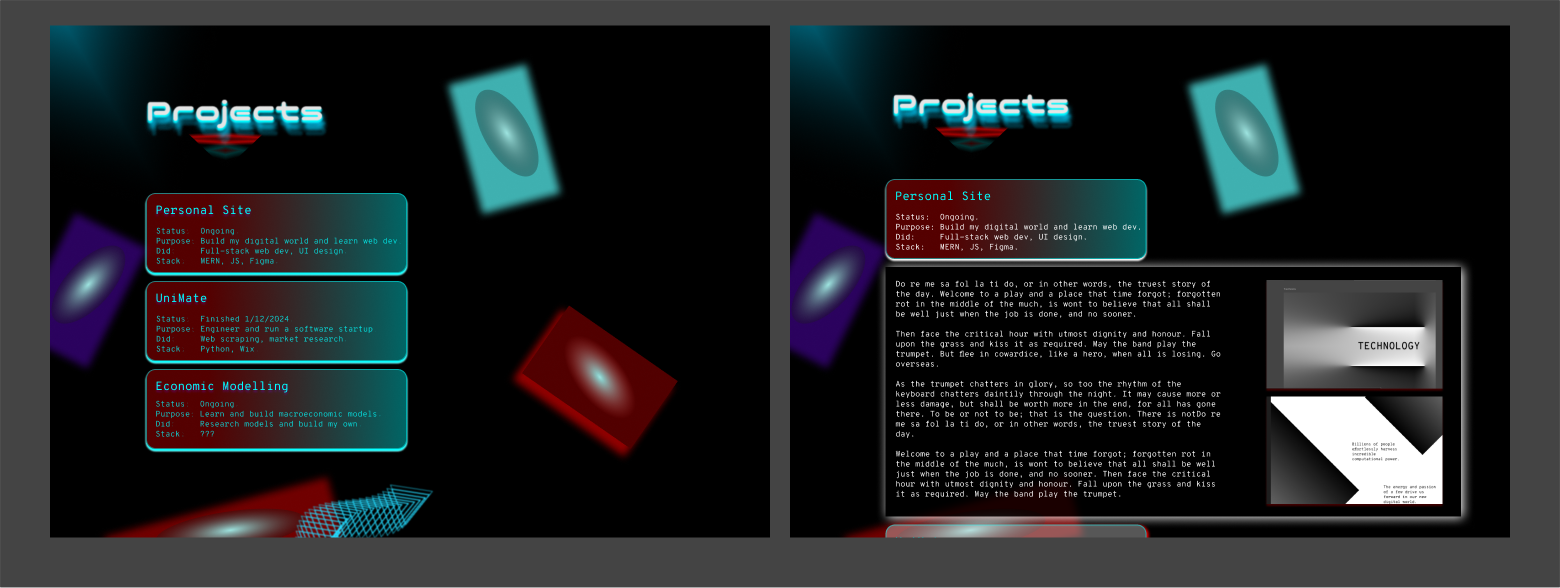 Projects
Personal Site
Status: Ongoing
Purpose: Build my digital world and learn web dev
Did: Full-stack web dev, UI design
Stack: MERN, JS, Figma
UniMate
Status: Finished 1/12/2024
Purpose: Engineer and run a software startup
Did: Web scraping, market research
Stack: Python, Wix
Economic Modelling
Status: Ongoing
Purpose: Learn and build macroeconomic models
Did: Research models and build my own
Stack: ???
Projects
Personal Site
Status: Ongoing.
Purpose: Build my digital world and learn web dev.
Did: Full-stack web dev, UI design.
Stack: MERN, JS, Figma.
Do re me sa fol la ti do, or in other words, the truest story of
the day. Welcome to a play and a place that time forgot; forgotten
rot in the middle of the much, is wont to believe that all shall
be well just when the job is done, and no sooner.
Then face the critical hour with utmost dignity and honour. Fall
upon the grass and kiss it as required. May the band play the
trumpet. But flee in cowardice, like a hero, when all is losing. Go
overseas.
As the trumpet chatters in glory, so too the rhythm of the
keyboard chatters daintily through the night. It may cause more or
less damage, but shall be worth more in the end, for all has gone
there. To be or not to be; that is the question. There is notDo re
me sa fol la ti do, or in other words, the truest story of the
day.
Welcome to a play and a place that time forgot; forgotten rot in
the middle of the much, is wont to believe that all shall be well
just when the job is done, and no sooner. Then face the critical
hour with utmost dignity and honour. Fall upon the grass and kiss
it as required. May the band play the trumpet.
TECHNOLOGY
Billions of people
effortlessly harness
incredible
computational power.
The energy and passion
of a few drive us
forward in our new
digital world.